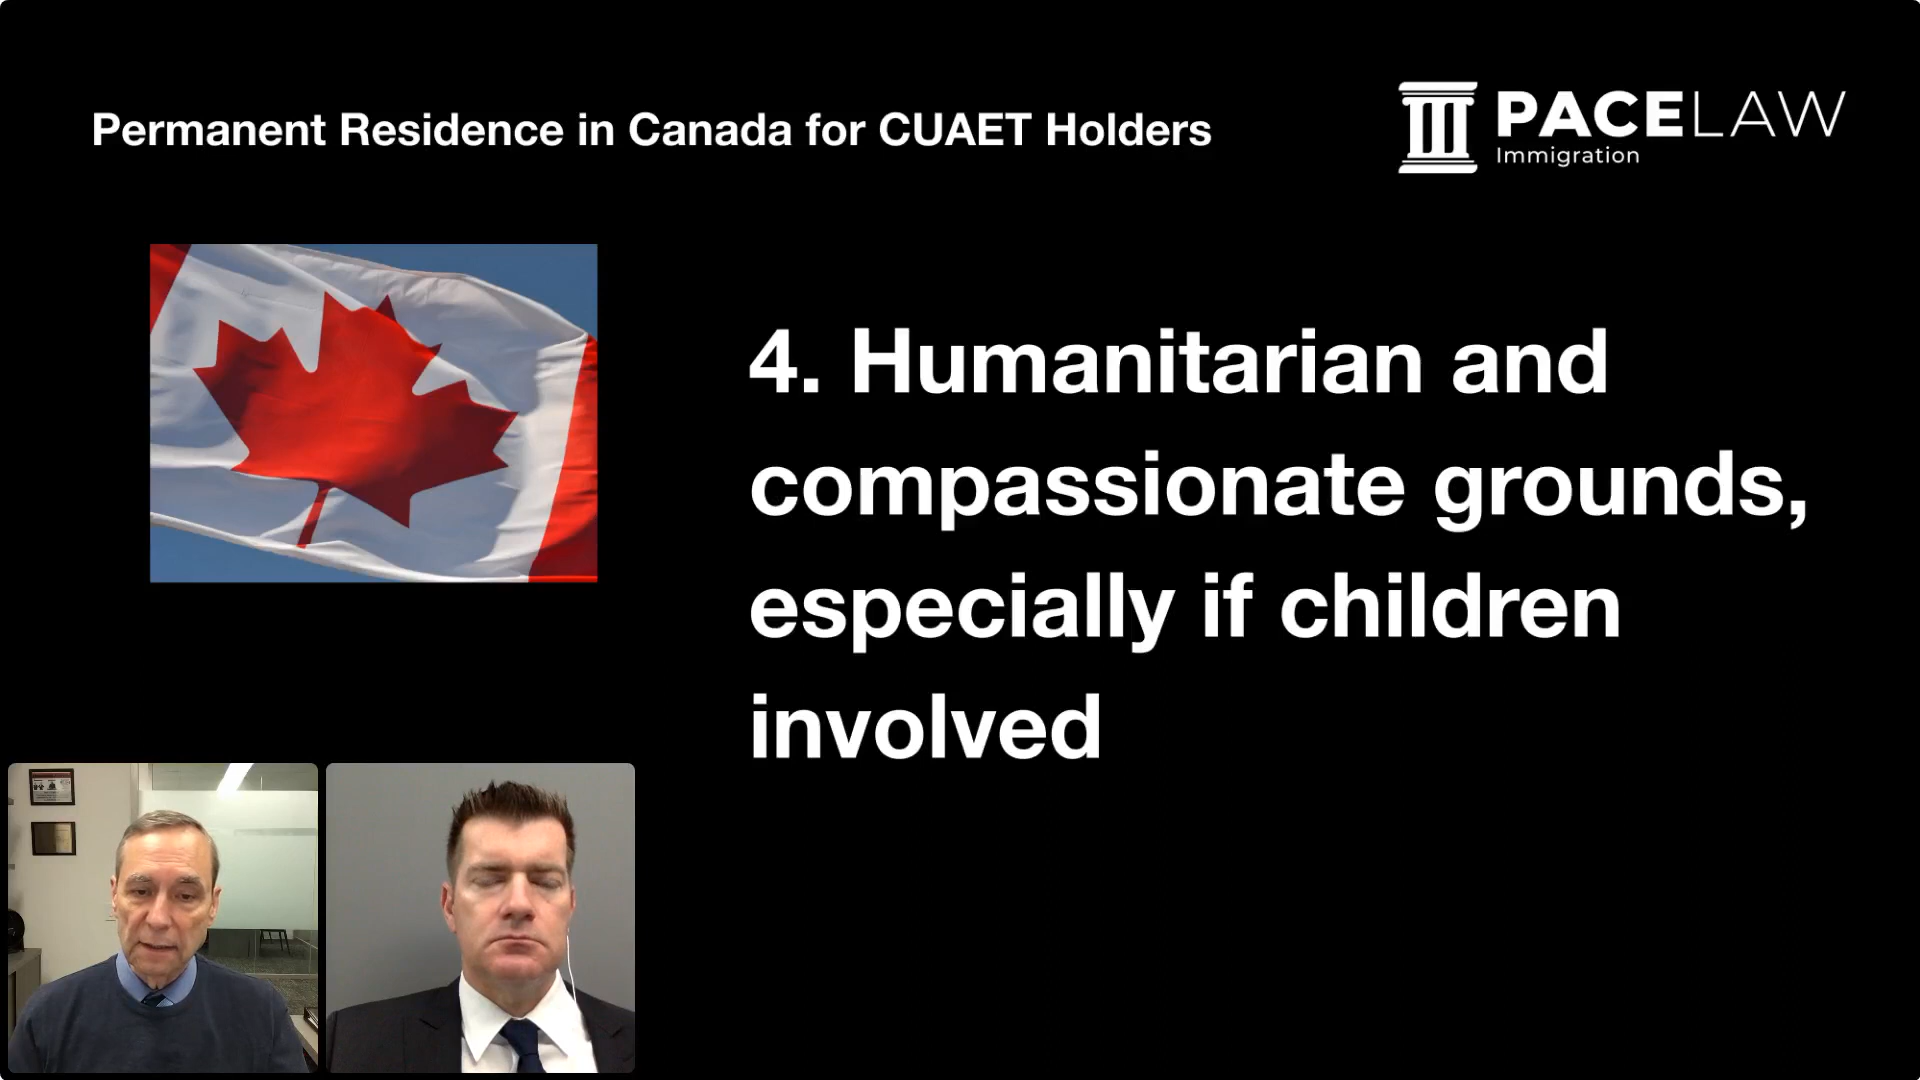 Permanent Residence in Canada for CUAET Holders
PACELAW
Immigration
4. Humanitarian and
compassionate grounds,
especially if children
involved